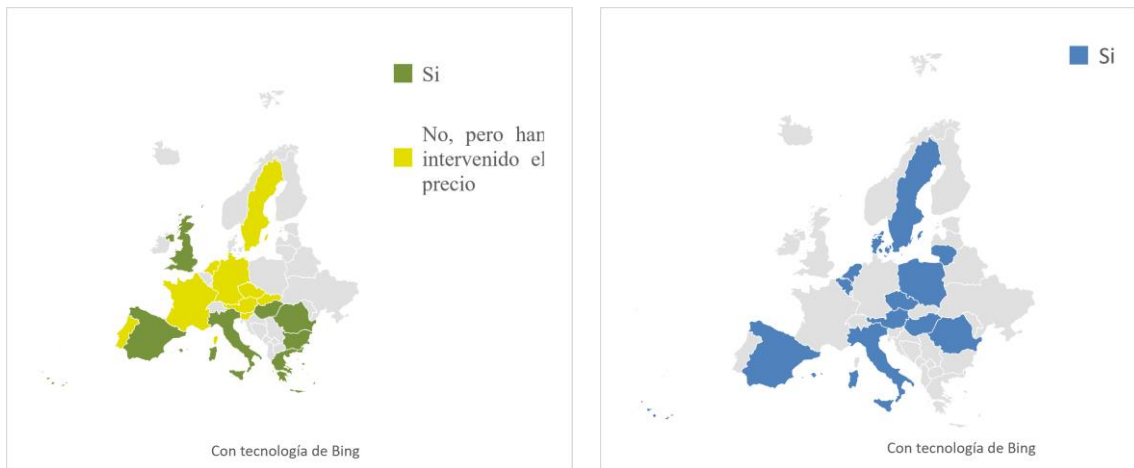 Si
No, pero han
intervenido el
precio
Con tecnología de Bing
Si
Con tecnología de Bing